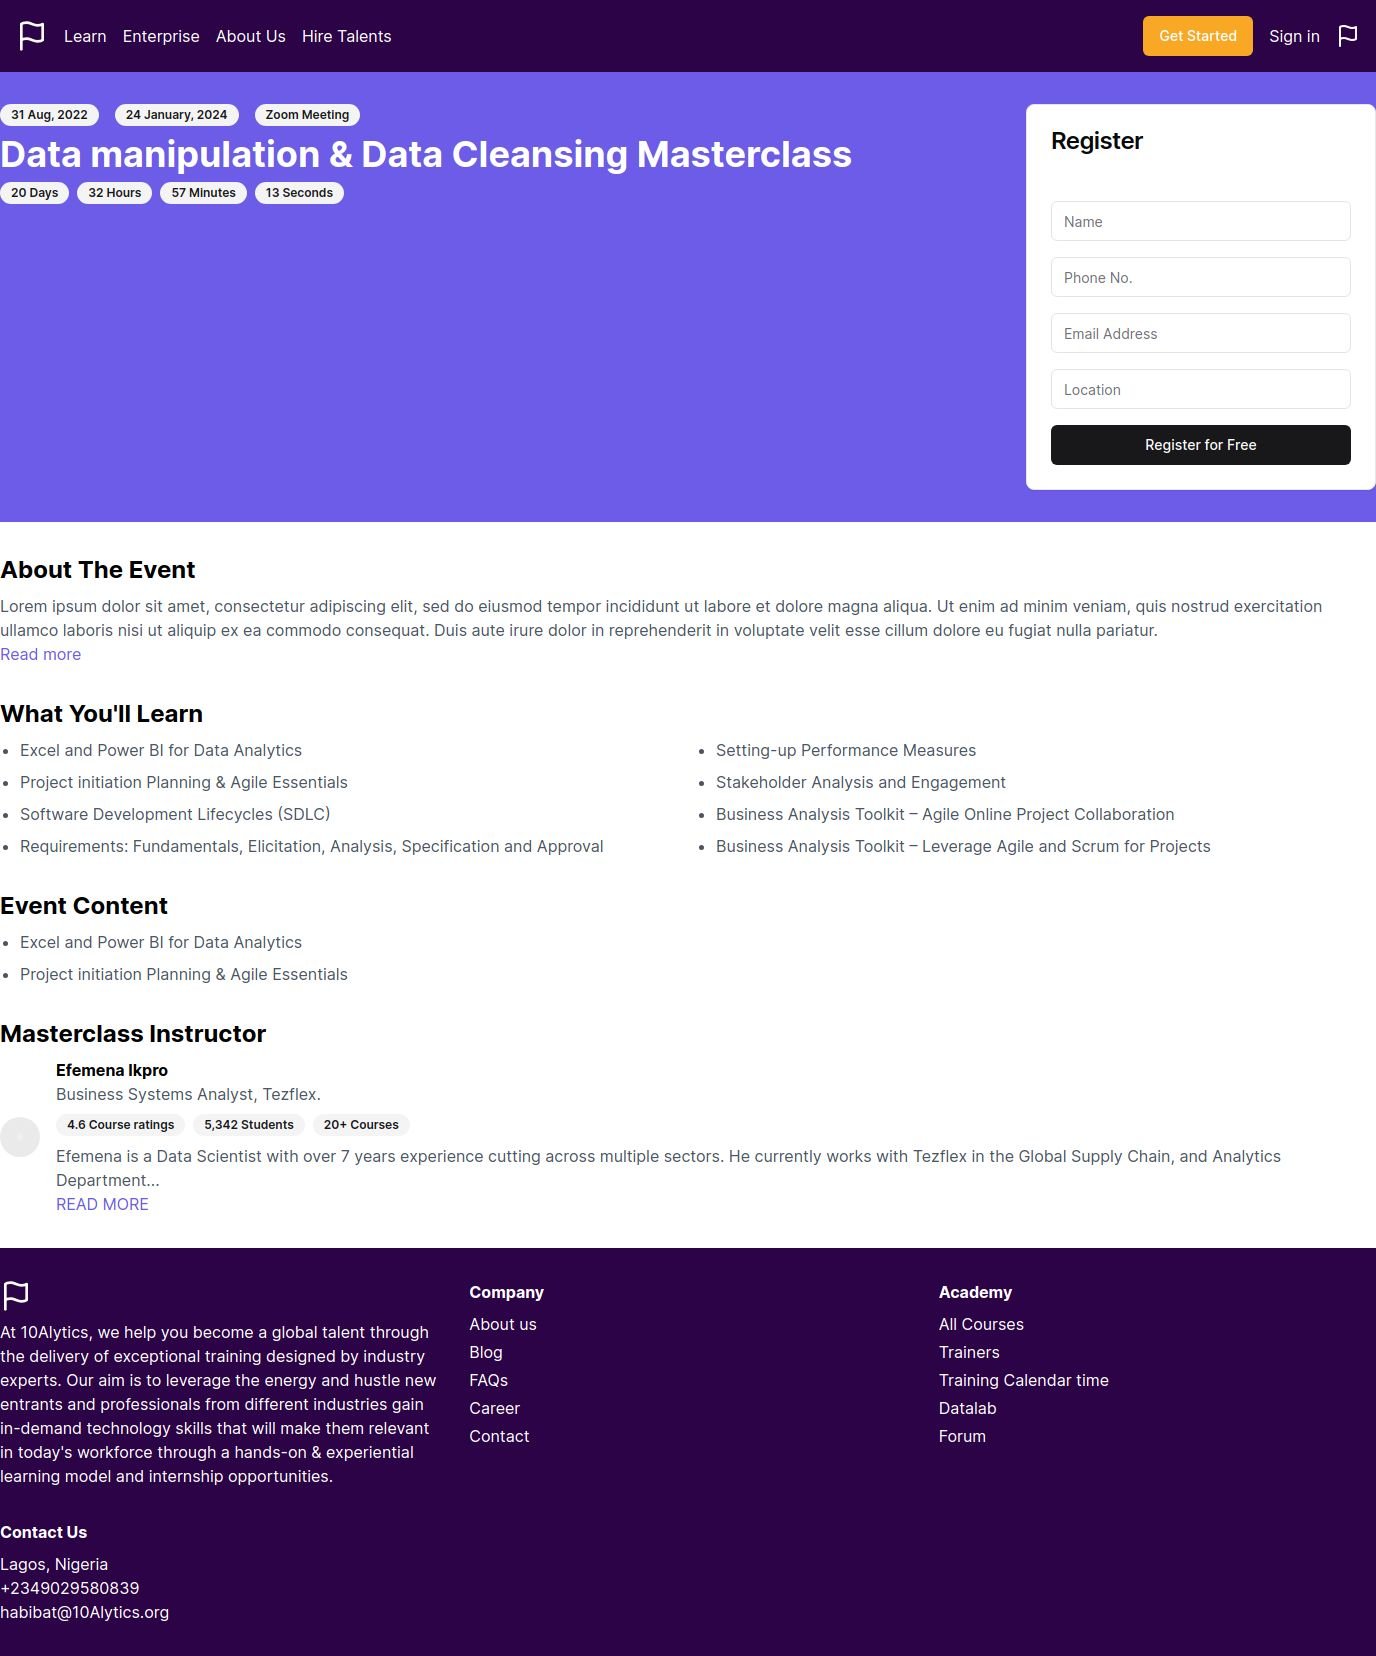 Learn Enterprise About Us Hire Talents
Get Started Sign in
31 Aug, 2022 24 January, 2024 Zoom Meeting
Data manipulation & Data Cleansing Masterclass
20 Days 32 Hours 57 Minutes 13 Seconds
Register
Name
Phone No.
Email Address
Location
Register for Free
About The Event
Lorem ipsum dolor sit amet, consectetur adipiscing elit, sed do eiusmod tempor incididunt ut labore et dolore magna aliqua. Ut enim ad minim veniam, quis nostrud exercitation
ullamco laboris nisi ut aliquip ex ea commodo consequat. Duis aute irure dolor in reprehenderit in voluptate velit esse cillum dolore eu fugiat nulla pariatur.
Read more
What You'll Learn
• Excel and Power BI for Data Analytics
• Project initiation Planning & Agile Essentials
• Software Development Lifecycles (SDLC)
• Requirements: Fundamentals, Elicitation, Analysis, Specification and Approval
• Setting-up Performance Measures
• Stakeholder Analysis and Engagement
• Business Analysis Toolkit – Agile Online Project Collaboration
• Business Analysis Toolkit – Leverage Agile and Scrum for Projects
Event Content
• Excel and Power BI for Data Analytics
• Project initiation Planning & Agile Essentials
Masterclass Instructor
Efemena Ikpro
Business Systems Analyst, Tezflex.
4.6 Course ratings 5,342 Students 20+ Courses
Efemena is a Data Scientist with over 7 years experience cutting across multiple sectors. He currently works with Tezflex in the Global Supply Chain, and Analytics
Department...
READ MORE
At 10Alytics, we help you become a global talent through
the delivery of exceptional training designed by industry
experts. Our aim is to leverage the energy and hustle new
entrants and professionals from different industries gain
in-demand technology skills that will make them relevant
in today's workforce through a hands-on & experiential
learning model and internship opportunities.
Company
About us
Blog
FAQs
Career
Contact
Academy
All Courses
Trainers
Training Calendar time
Datalab
Forum
Contact Us
Lagos, Nigeria
+2349029580839
habibat@10Alytics.org